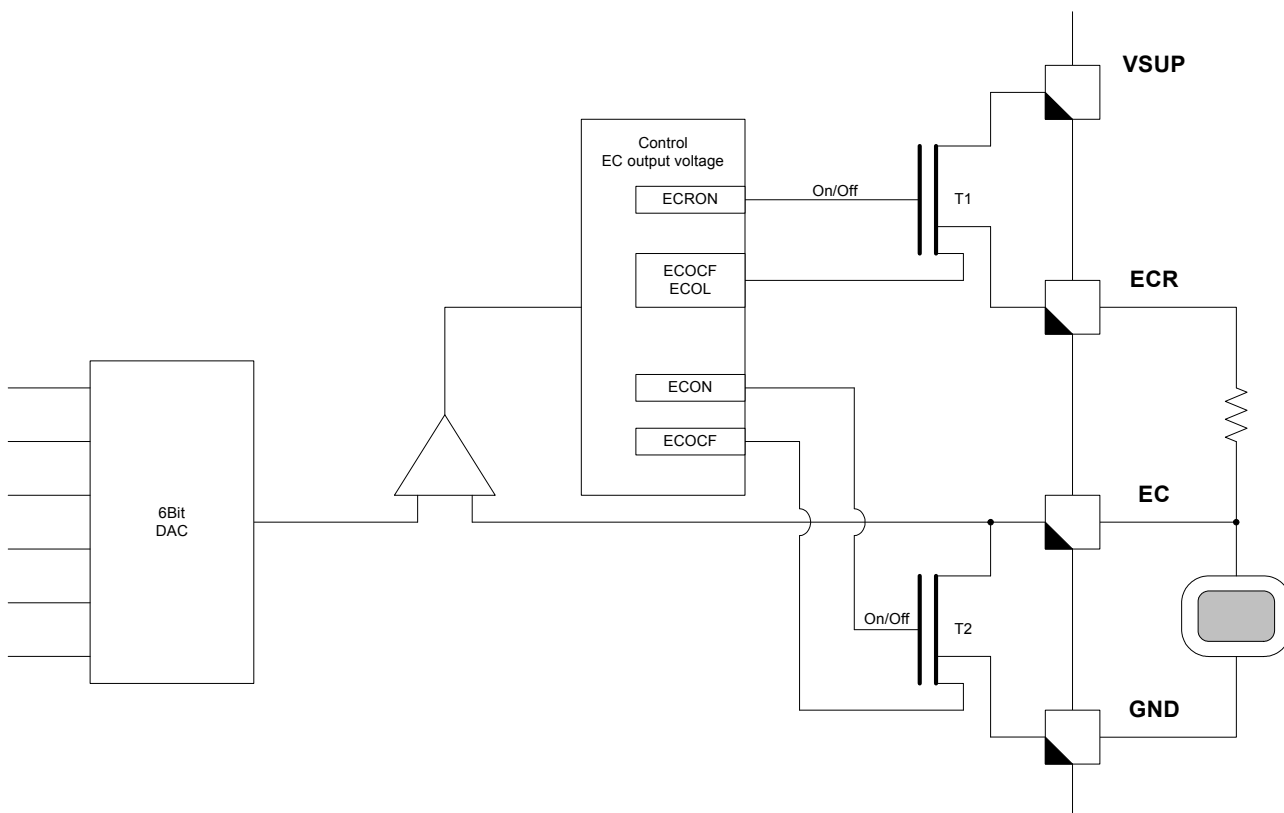 VSUP
Control
EC output voltage
ECRON
On/Off
T1
ECOCF
ECOL
ECR
ECON
ECOCF
EC
6Bit
DAC
On/Off
T2
GND